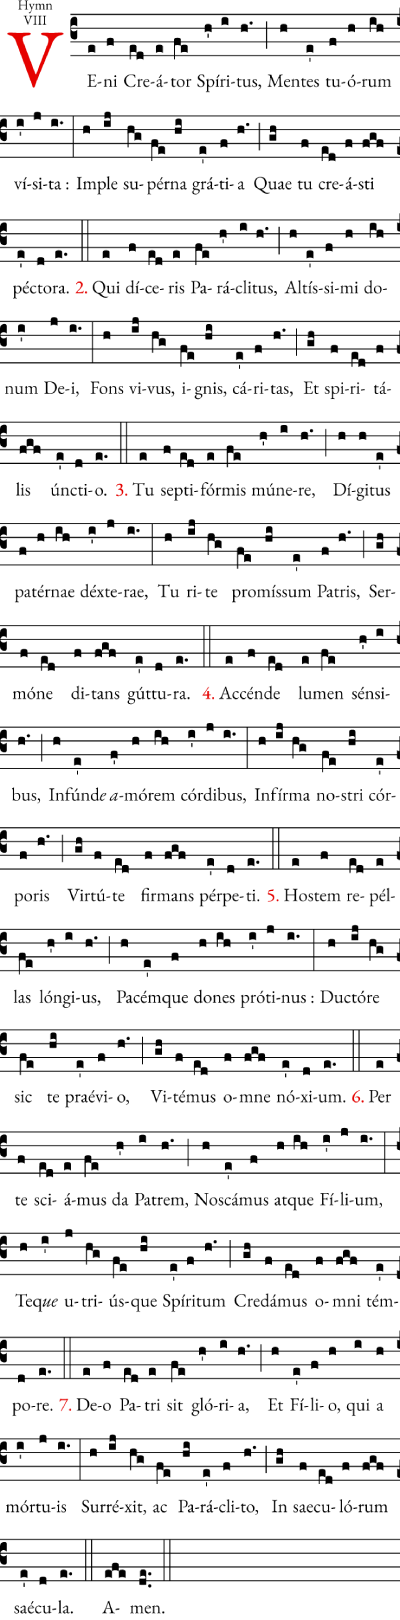 Hymn
VIII
VE-ni Cre-á-tor Spíri-tus, Mentes tu-ó-rum
ví-si-ta : Imple su-pérna grá-ti-a Quae tu cre-á-sti
péctora. 2. Qui dí-ce-ris Pa-rá-clitus, Altís-si-mi do-
num De-i, Fons vi-vus, i-gnis, cá-ri-tas, Et spi-ri-tá-
lis úncti-o. 3. Tu septi-fórmis múne-re, Dí-gitus
patérnae déxte-rae, Tu ri-te promíssum Patris, Ser-
móne di-tans gúttu-ra. 4. Accénde lumen sénsi-
bus, Infúnde a-mórem córdibus, Infírma no-stri cór-
poris Virtú-te firmans pérpe-ti. 5. Hostem re-pél-
las lóngi-us, Pacémque dones próti-nus : Ductóre
sic te praévi-o, Vi-témus o-mne nó-xi-um. 6. Per
te sci-á-mus da Patrem, Noscámus atque Fí-li-um,
Teque u-tri-ús-que Spíritum Credámus o-mni tém-
po-re. 7. De-o Pa-tri sit gló-ri-a, Et Fí-li-o, qui a
mórtu-is Surré-xit, ac Pa-rá-cli-to, In saecu-ló-rum
saécu-la. A-men.